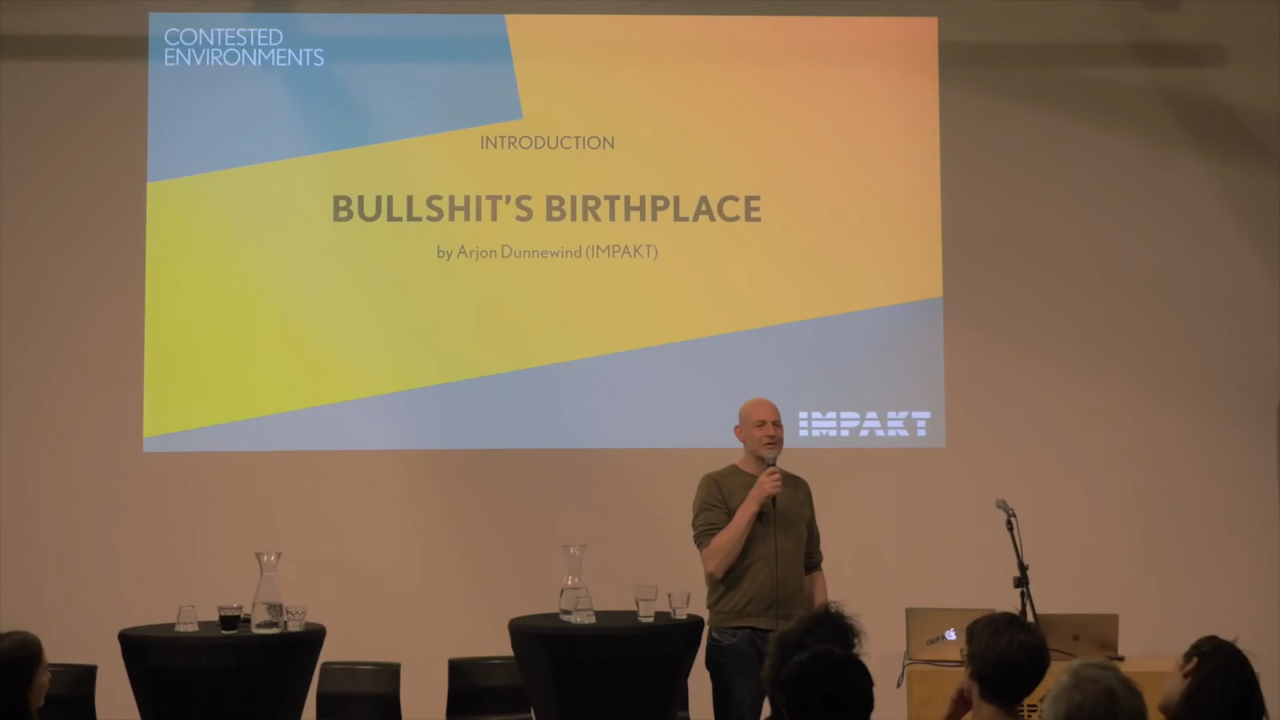 CONTESTED
ENVIRONMENTS
INTRODUCTION
BULLSHIT'S BIRTHPLACE
by Arjon Dunnewind (IMPAKT)
IMPAKT